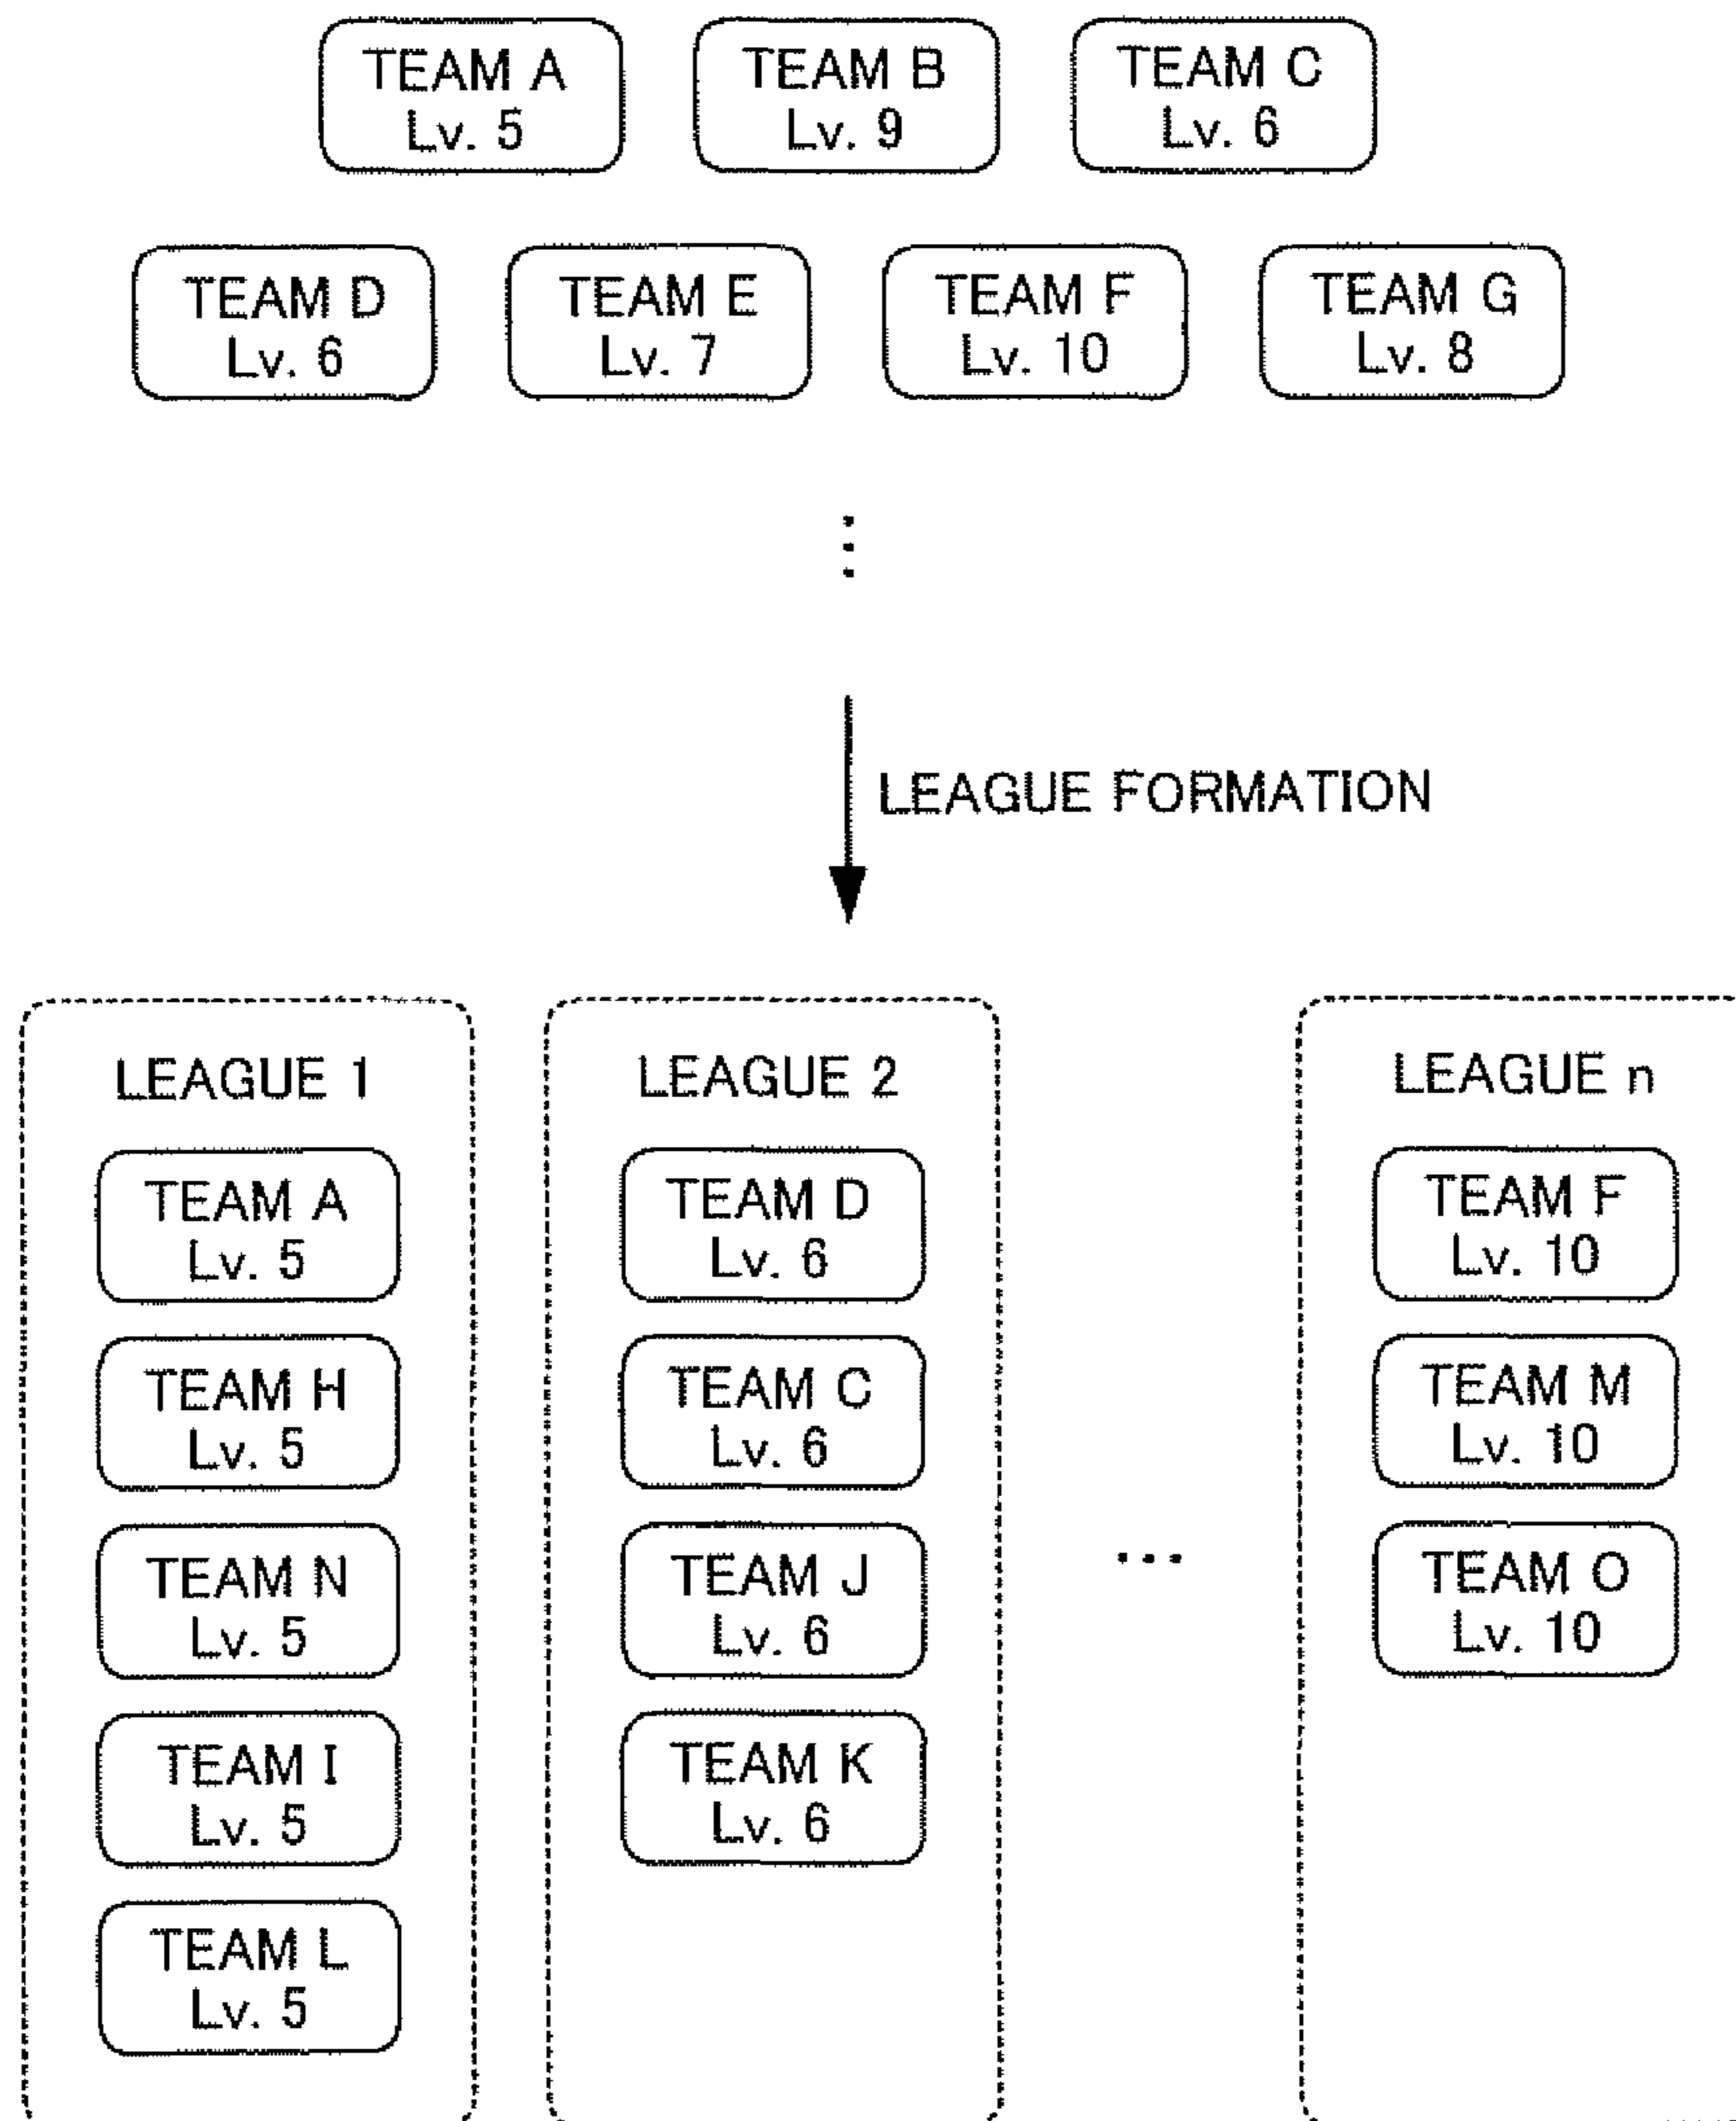 TEAM A
Lv. 5
TEAM B
Lv. 9
TEAM C
Lv. 6
TEAM D
Lv. 6
TEAM E
Lv. 7
TEAM F
Lv. 10
TEAM G
Lv. 8
⋮
LEAGUE FORMATION
LEAGUE 1
TEAM A
Lv. 5
TEAM H
Lv. 5
TEAM N
Lv. 5
TEAM I
Lv. 5
TEAM L
Lv. 5
LEAGUE 2
TEAM D
Lv. 6
TEAM C
Lv. 6
TEAM J
Lv. 6
TEAM K
Lv. 6
...
LEAGUE n
TEAM F
Lv. 10
TEAM M
Lv. 10
TEAM O
Lv. 10